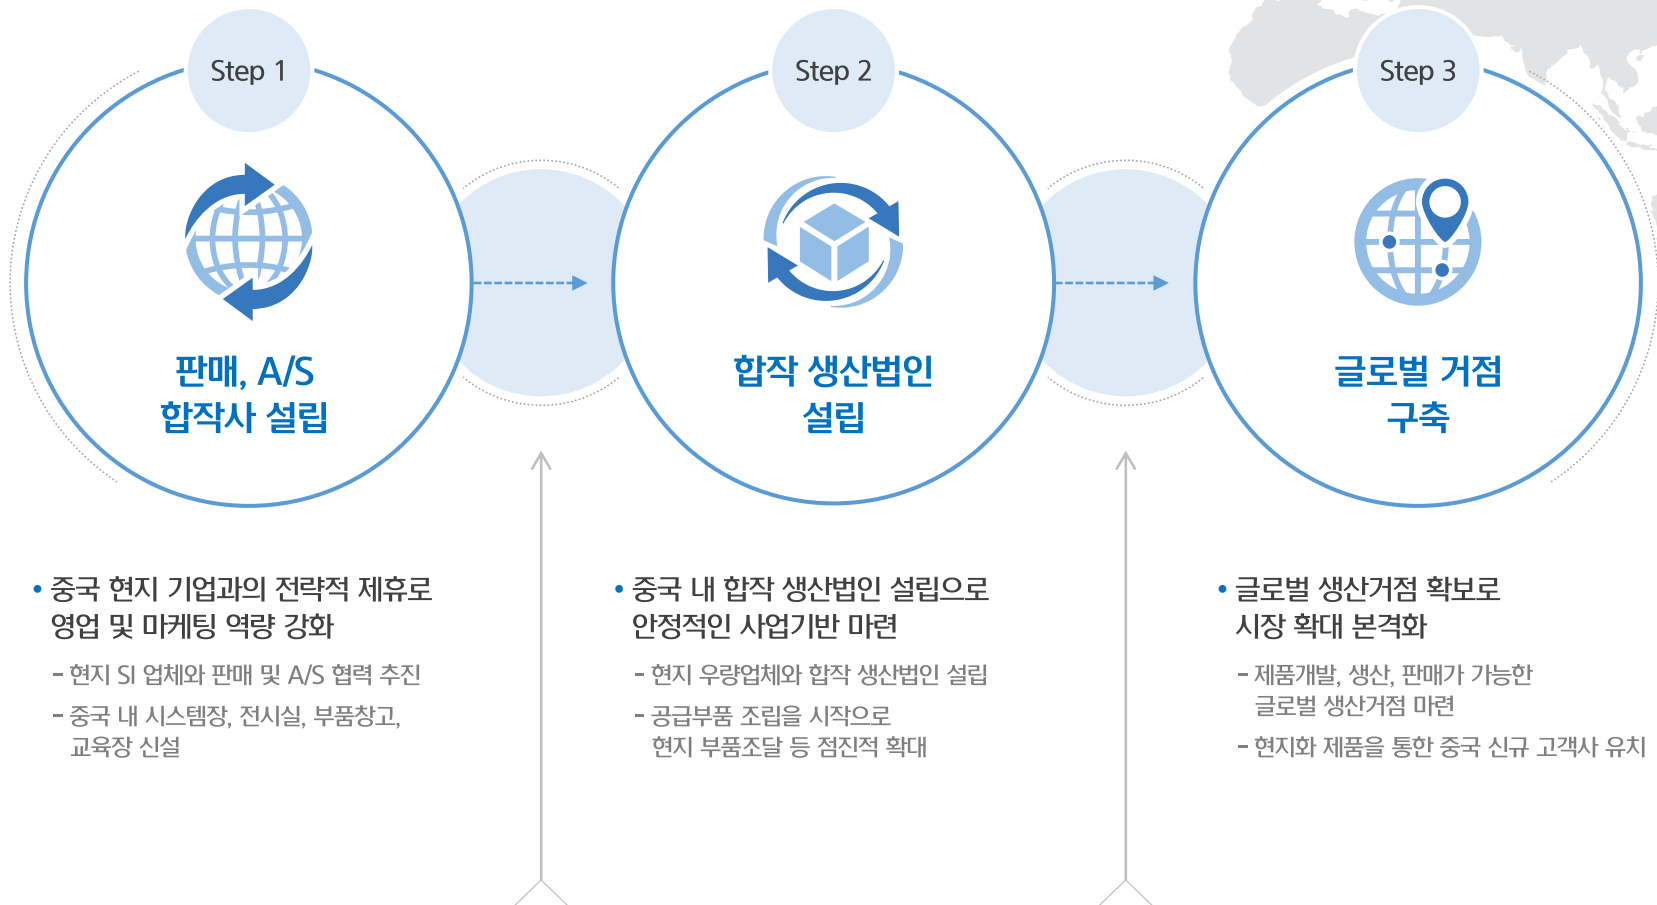 Step 1
판매, A/S
합작사 설립
• 중국 현지 기업과의 전략적 제휴로
영업 및 마케팅 역량 강화
- 현지 SI 업체와 판매 및 A/S 협력 추진
- 중국 내 시스템장, 전시실, 부품창고,
교육장 신설
Step 2
합작 생산법인
설립
• 중국 내 합작 생산법인 설립으로
안정적인 사업기반 마련
- 현지 우량업체와 합작 생산법인 설립
- 공급부품 조립을 시작으로
현지 부품조달 등 점진적 확대
Step 3
글로벌 거점
구축
• 글로벌 생산거점 확보로
시장 확대 본격화
- 제품개발, 생산, 판매가 가능한
글로벌 생산거점 마련
- 현지화 제품을 통한 중국 신규 고객사 유치